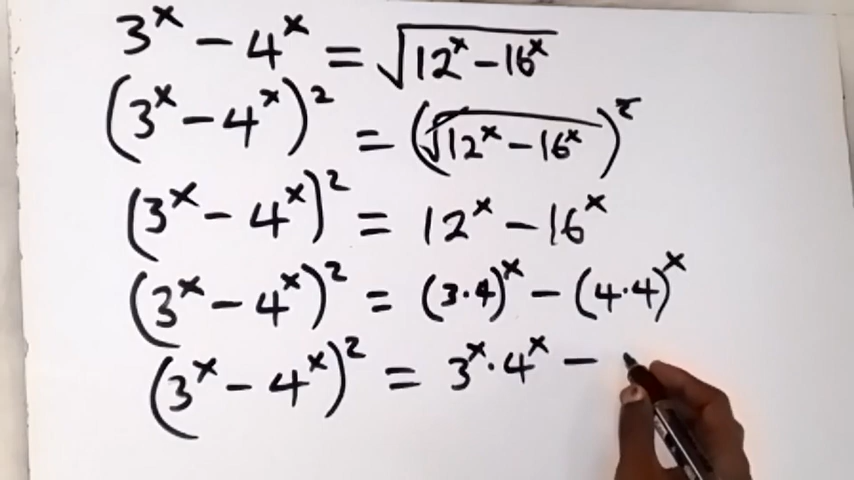 3^x − 4^x = √(12^x − 16^x)
(3^x − 4^x)^2 = (√(12^x − 16^x))^2
(3^x − 4^x)^2 = 12^x − 16^x
(3^x − 4^x)^2 = (3·4)^x − (4·4)^x
(3^x − 4^x)^2 = 3^x · 4^x −